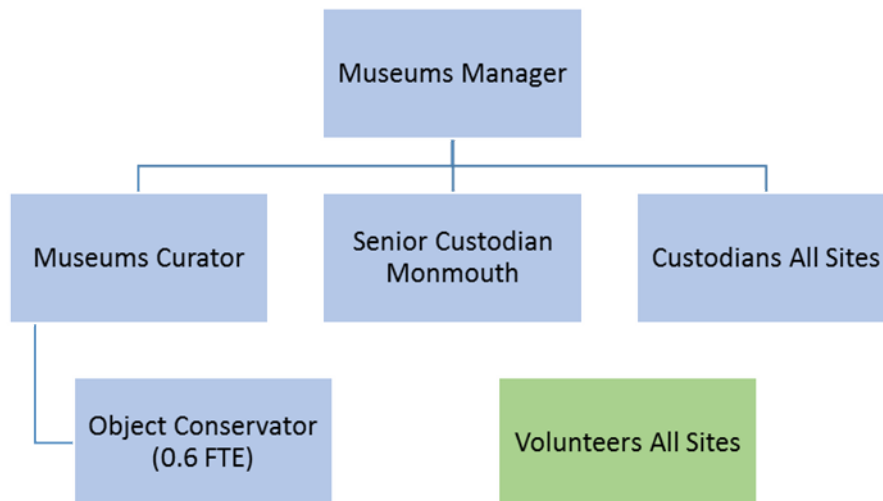 Museums Manager
Museums Curator
Senior Custodian
Monmouth
Custodians All Sites
Object Conservator
(0.6 FTE)
Volunteers All Sites